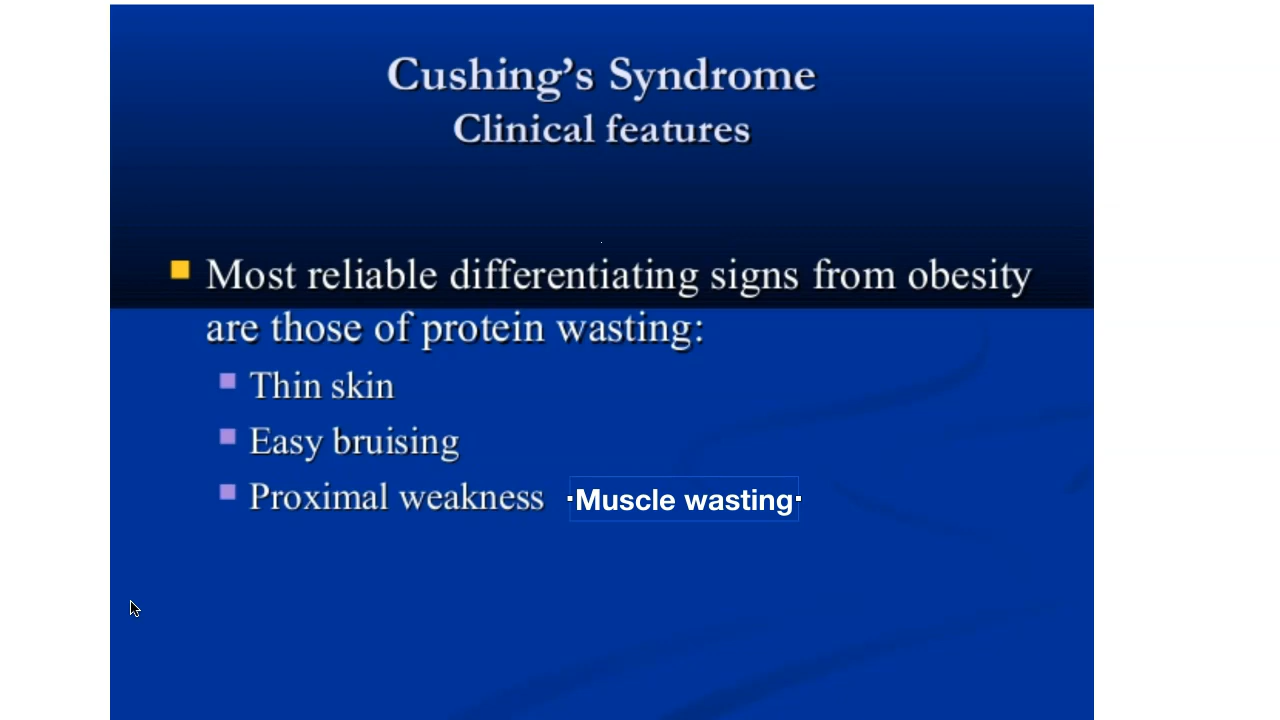 Cushing’s Syndrome
Clinical features
Most reliable differentiating signs from obesity
are those of protein wasting:
Thin skin
Easy bruising
Proximal weakness Muscle wasting